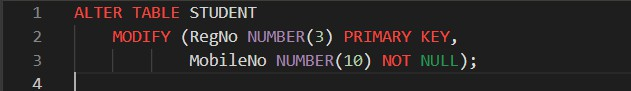 1 ALTER TABLE STUDENT
2 MODIFY (RegNo NUMBER(3) PRIMARY KEY,
3 MobileNo NUMBER(10) NOT NULL);
4